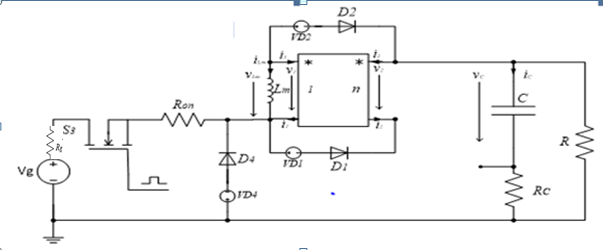 D2
VD2
i1
i2
iLm
* *
vLm
v1
v2
Lm
1
n
vC
iC
C
Ron
S3
i1
i2
R
Vg
D4
VD1
D1
VD4
RC